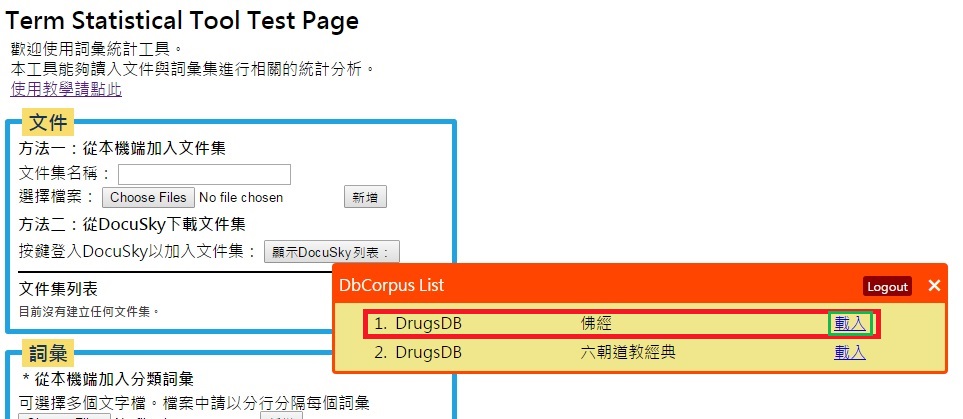 Term Statistical Tool Test Page
歡迎使用詞彙統計工具。
本工具能夠讀入文件與詞彙集進行相關的統計分析。
使用教學請點此
文件
方法一：從本機端加入文件集
文件集名稱：
選擇檔案： Choose Files No file chosen 新增
方法二：從DocuSky下載文件集
按鍵登入DocuSky以加入文件集： 顯示DocuSky列表：
文件集列表
目前沒有建立任何文件集。
DbCorpus List Logout ×
1. DrugsDB 佛經 載入
2. DrugsDB 六朝道教經典 載入
詞彙
* 從本機端加入分類詞彙
可選擇多個文字檔。檔案中請以分行分隔每個詞彙